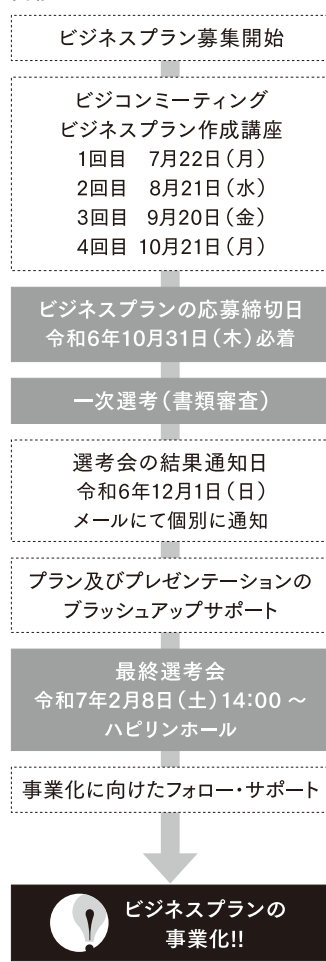 ビジネスプラン募集開始
ビジコンミーティング
ビジネスプラン作成講座
1回目 7月22日（月）
2回目 8月21日（水）
3回目 9月20日（金）
4回目 10月21日（月）
ビジネスプランの応募締切日
令和6年10月31日（木）必着
一次選考（書類審査）
選考会の結果通知日
令和6年12月1日（日）
メールにて個別に通知
プラン及びプレゼンテーションの
ブラッシュアップサポート
最終選考会
令和7年2月8日（土）14:00 ～
ハピリンホール
事業化に向けたフォロー・サポート
ビジネスプランの
事業化!!